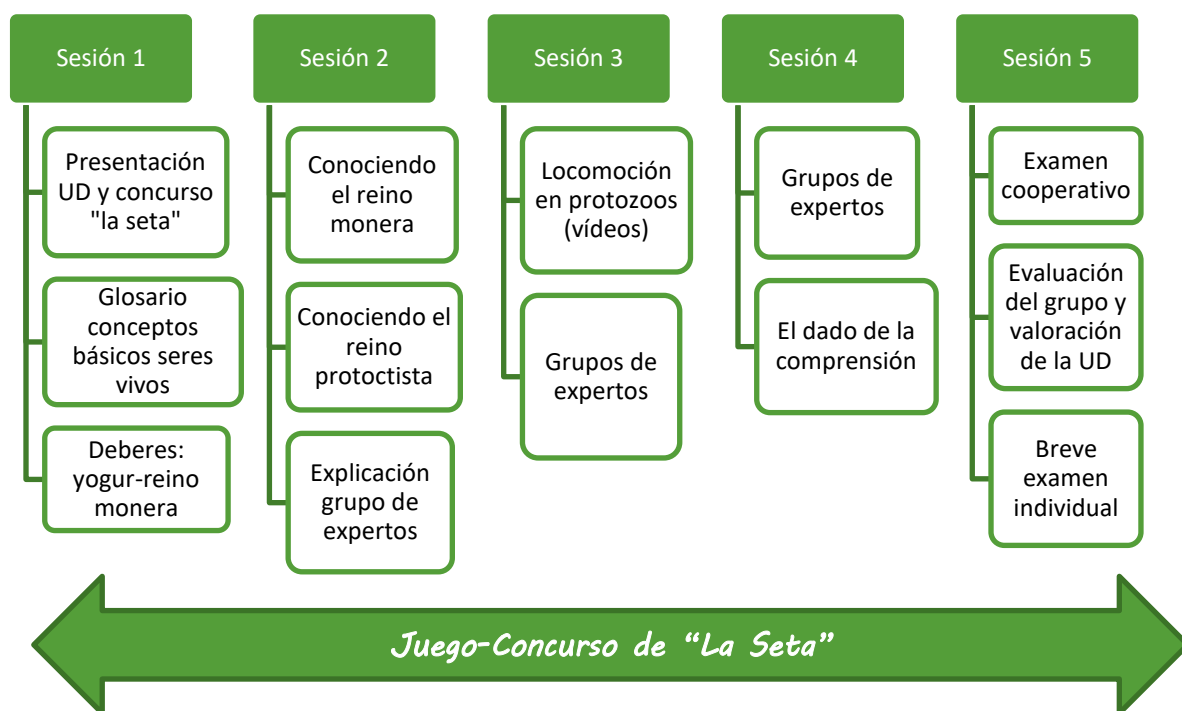 Sesión 1
Presentación
UD y concurso
"la seta"
Glosario
conceptos
básicos seres
vivos
Deberes:
yogur-reino
monera
Sesión 2
Conociendo
el reino
monera
Conociendo el
reino
protoctista
Explicación
grupo de
expertos
Sesión 3
Locomoción
en protozoos
(vídeos)
Grupos de
expertos
Sesión 4
Grupos de
expertos
El dado de la
comprensión
Sesión 5
Examen
cooperativo
Evaluación
del grupo y
valoración
de la UD
Breve
examen
individual
Juego-Concurso de “La Seta”